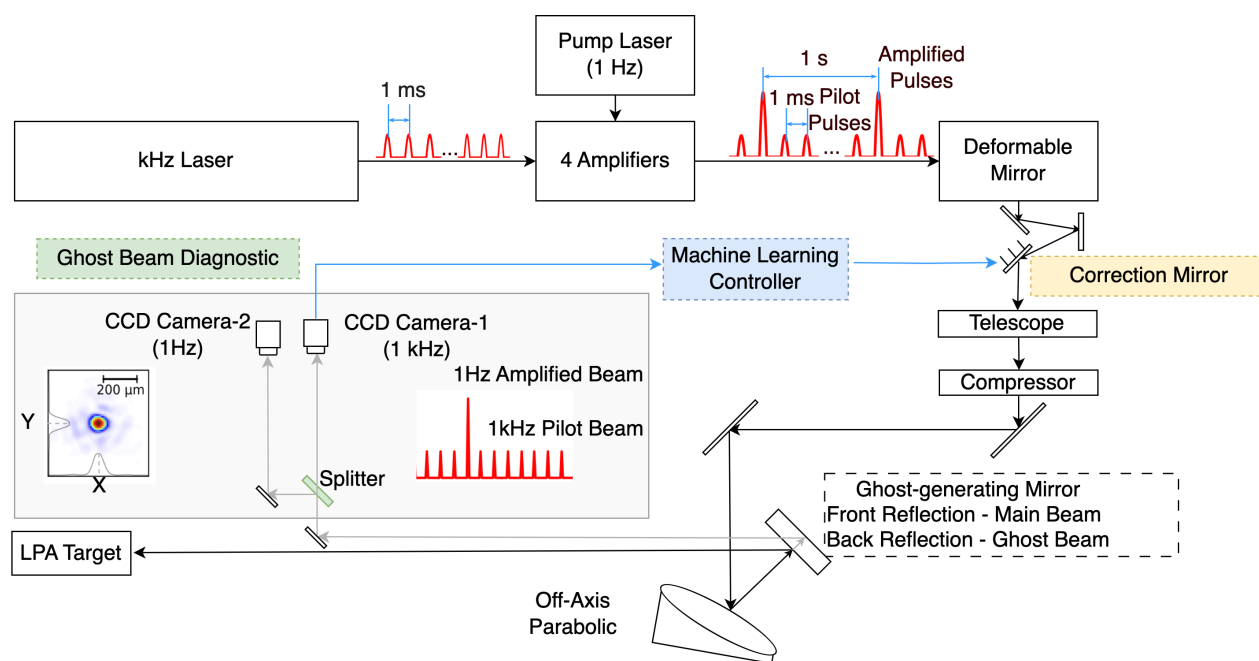 Pump Laser
(1 Hz)
1 s
Amplified
Pulses
1 ms
1 ms
Pilot
Pulses
kHz Laser
...
4 Amplifiers
...
Deformable
Mirror
Ghost Beam Diagnostic
Machine Learning
Controller
Correction Mirror
CCD Camera-2
(1Hz)
CCD Camera-1
(1 kHz)
Telescope
200 μm
1Hz Amplified Beam
Compressor
Y
1kHz Pilot Beam
X
Splitter
Ghost-generating Mirror
Front Reflection - Main Beam
Back Reflection - Ghost Beam
LPA Target
Off-Axis
Parabolic